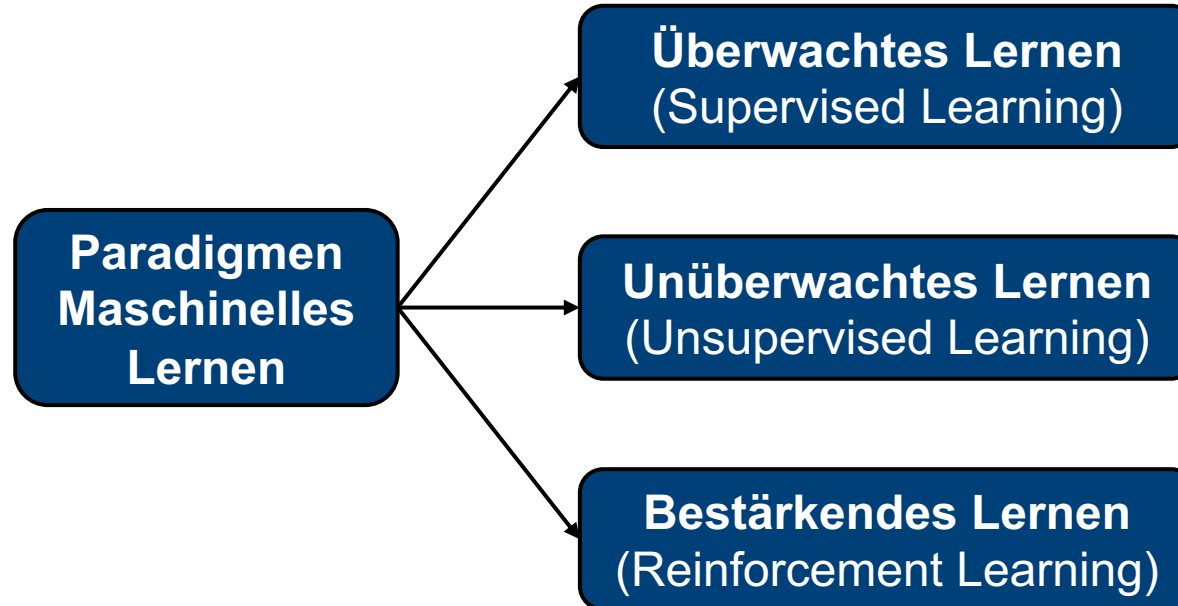 Überwachtes Lernen
(Supervised Learning)
Paradigmen
Maschinelles
Lernen
Unüberwachtes Lernen
(Unsupervised Learning)
Bestärkendes Lernen
(Reinforcement Learning)